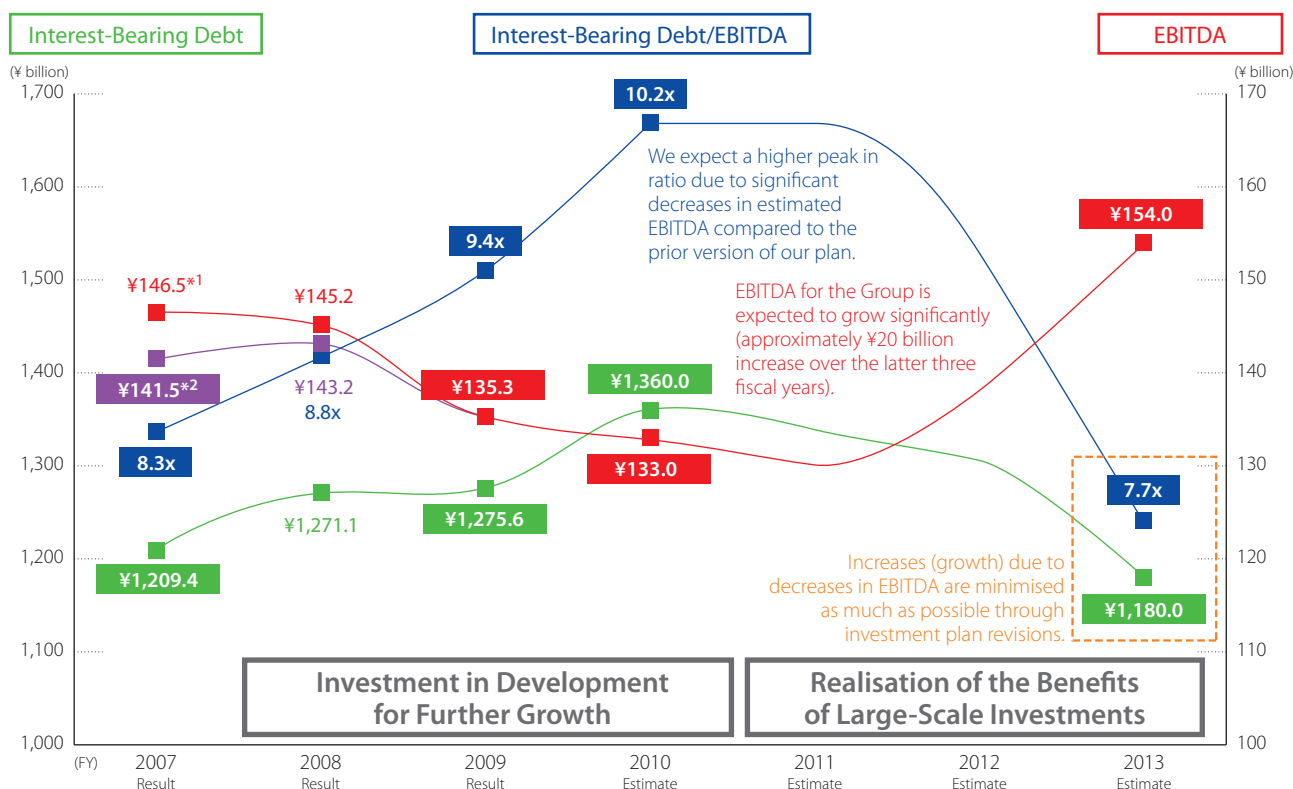 Interest-Bearing Debt
Interest-Bearing Debt/EBITDA
EBITDA
(¥ billion)
(¥ billion)
1,700
1,600
1,500
1,400
1,300
1,200
1,100
1,000
170
160
150
140
130
120
110
100
10.2x
We expect a higher peak in
ratio due to significant
decreases in estimated
EBITDA compared to the
prior version of our plan.
¥154.0
9.4x
¥146.5*1
¥145.2
EBITDA for the Group is
expected to grow significantly
(approximately ¥20 billion
increase over the latter three
fiscal years).
¥141.5*2
¥143.2
8.8x
¥135.3
¥1,360.0
8.3x
¥133.0
7.7x
¥1,271.1
¥1,275.6
¥1,209.4
Increases (growth) due to
decreases in EBITDA are minimised
as much as possible through
investment plan revisions.
¥1,180.0
Investment in Development
for Further Growth
Realisation of the Benefits
of Large-Scale Investments
(FY)
2007
Result
2008
Result
2009
Result
2010
Estimate
2011
2012
2013
Estimate